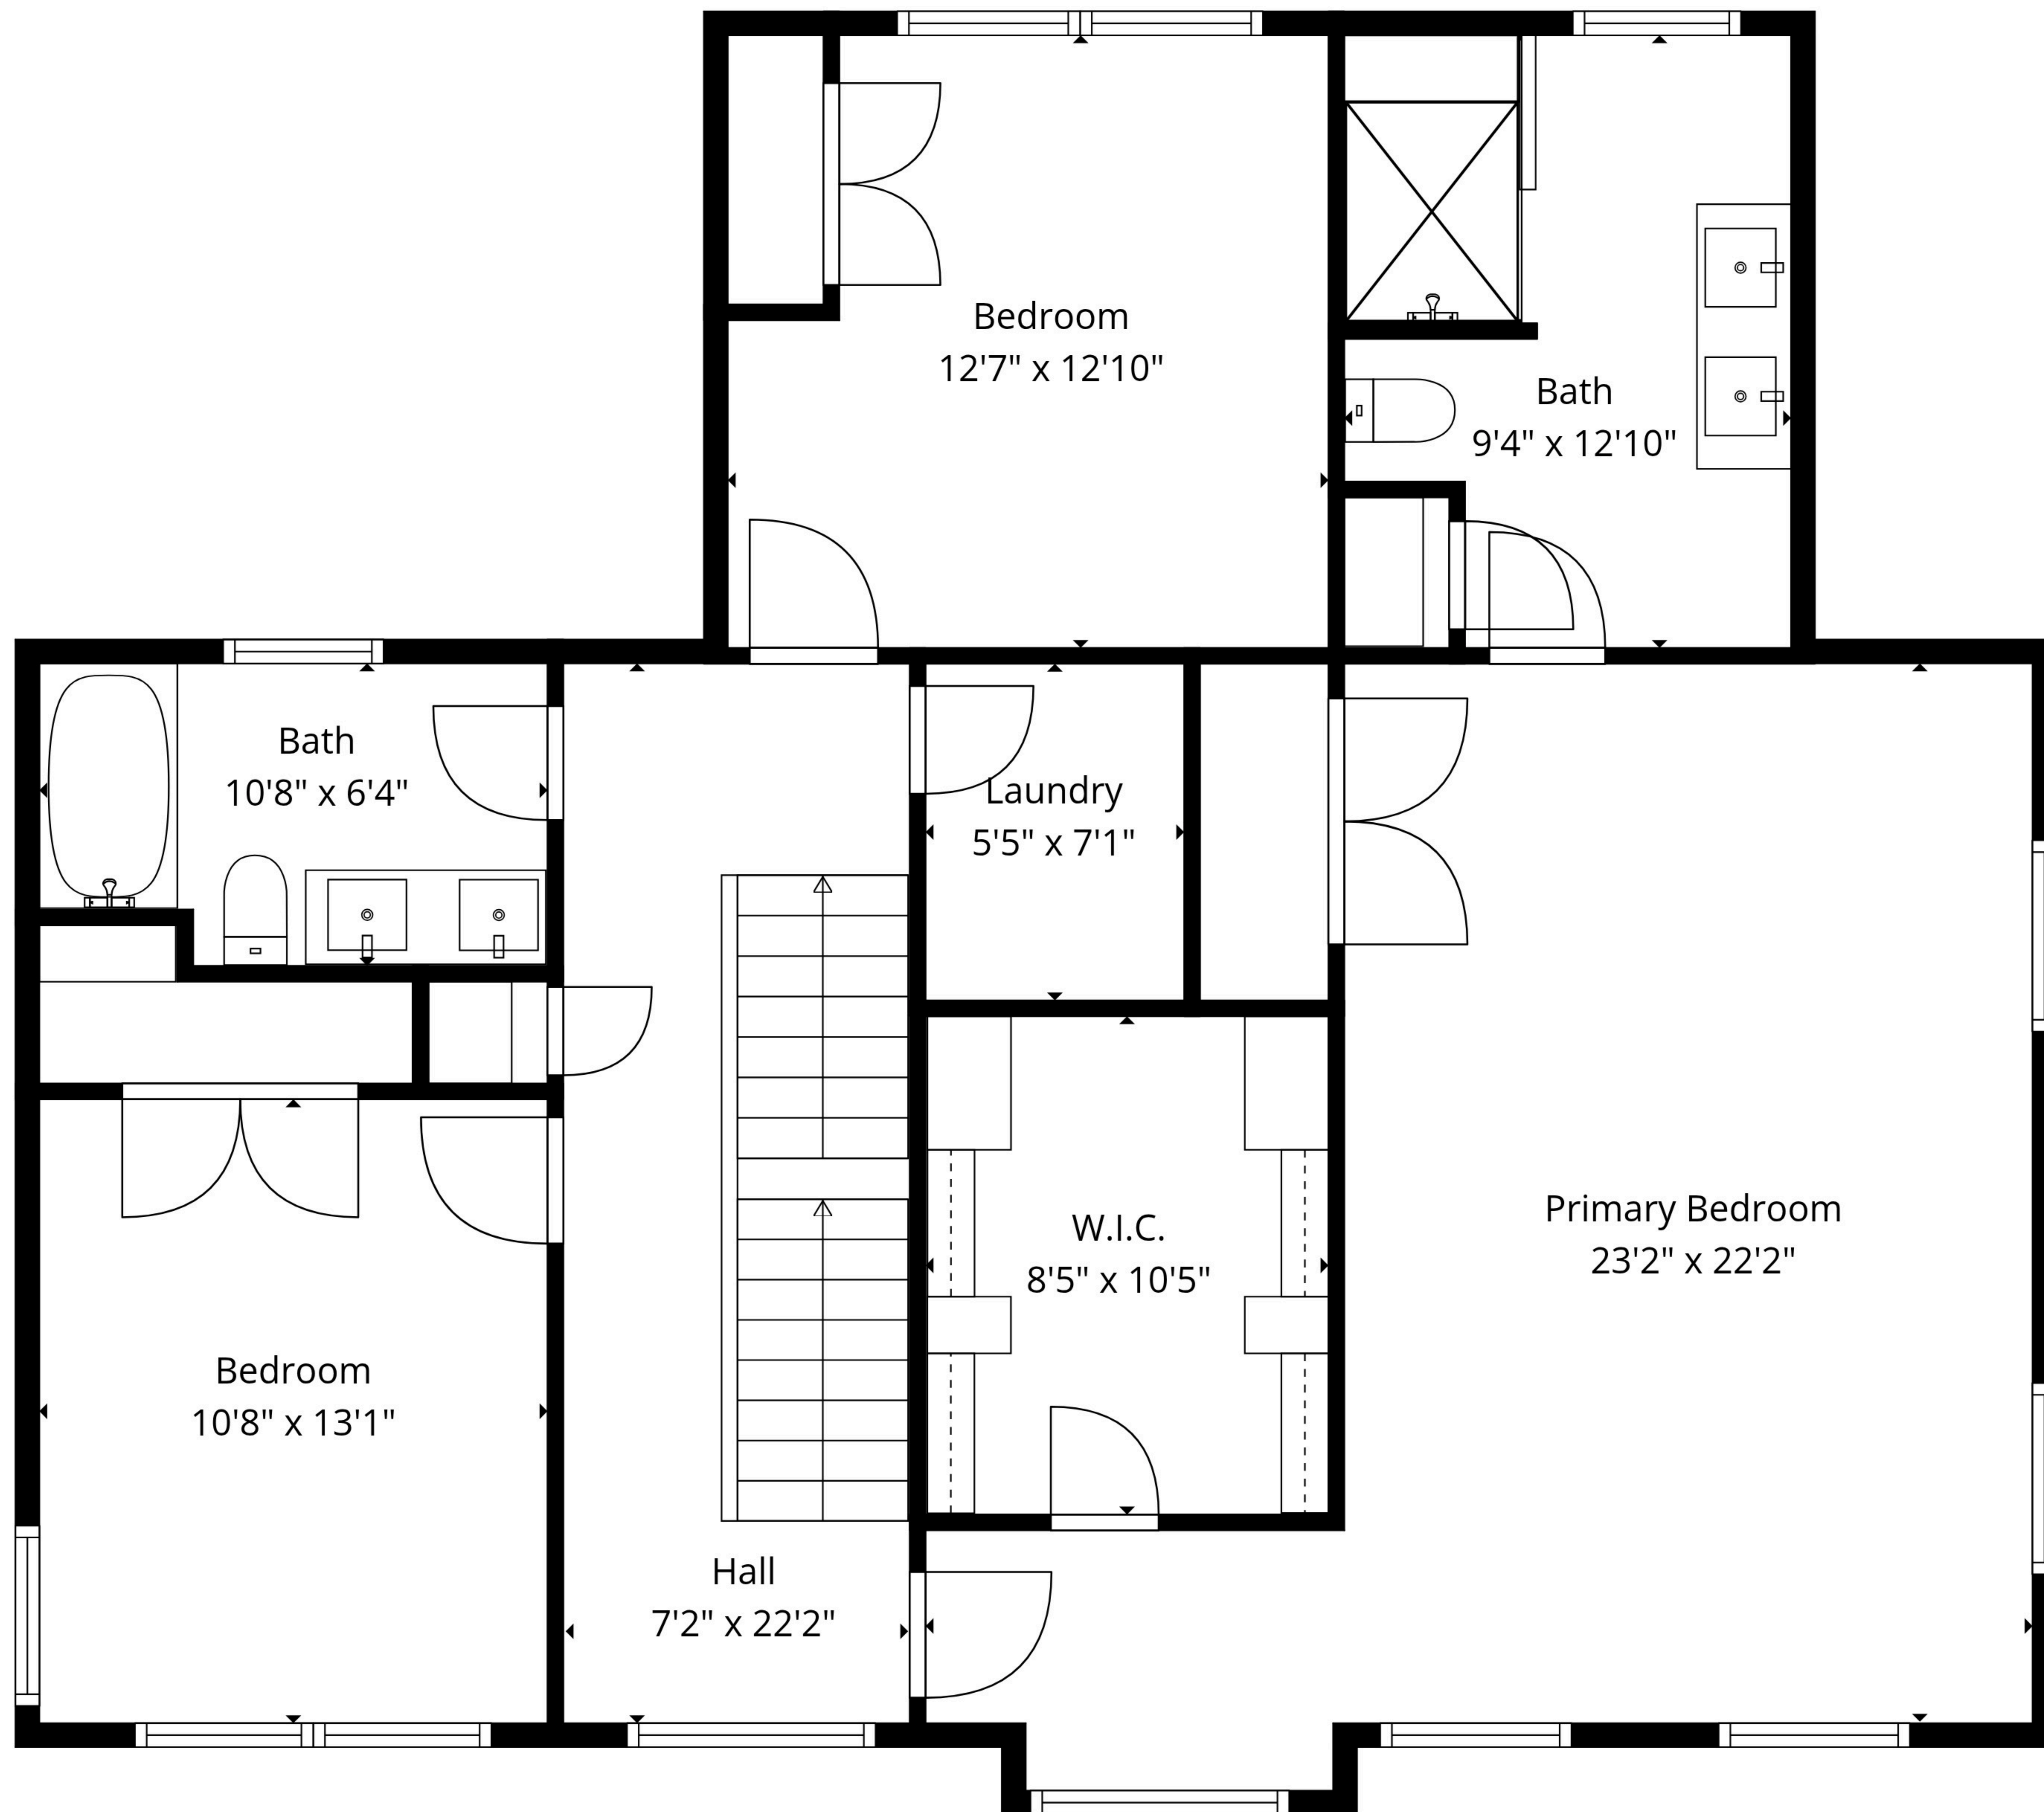 Bedroom
12'7" x 12'10"
Bath
9'4" x 12'10"
Bath
10'8" x 6'4"
Laundry
5'5" x 7'1"
Primary Bedroom
23'2" x 22'2"
W.I.C.
8'5" x 10'5"
Bedroom
10'8" x 13'1"
Hall
7'2" x 22'2"